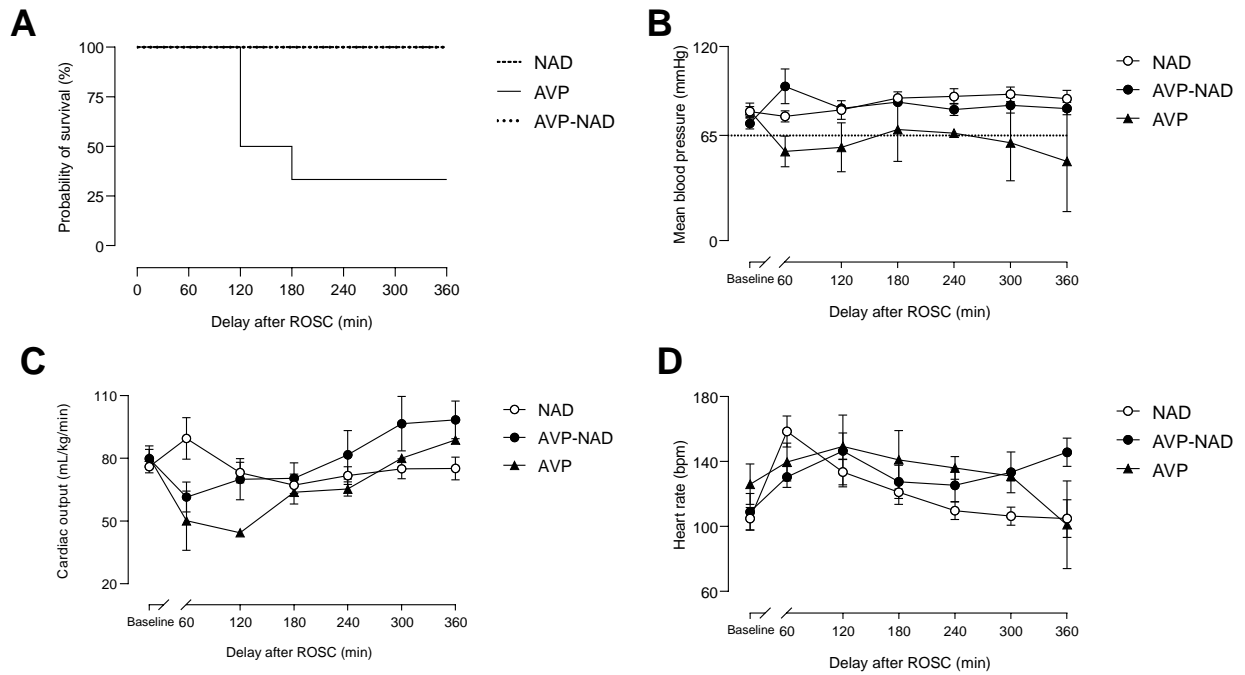 A
Probability of survival (%)
100
75
50
25
0
0 60 120 180 240 300 360
Delay after ROSC (min)
NAD
AVP
AVP-NAD
B
Mean blood pressure (mmHg)
120
65
0
Baseline 60 120 180 240 300 360
Delay after ROSC (min)
NAD
AVP-NAD
AVP
C
Cardiac output (mL/kg/min)
110
80
50
20
Baseline 60 120 180 240 300 360
Delay after ROSC (min)
NAD
AVP-NAD
AVP
D
Heart rate (bpm)
180
140
100
60
Baseline 60 120 180 240 300 360
Delay after ROSC (min)
NAD
AVP-NAD
AVP